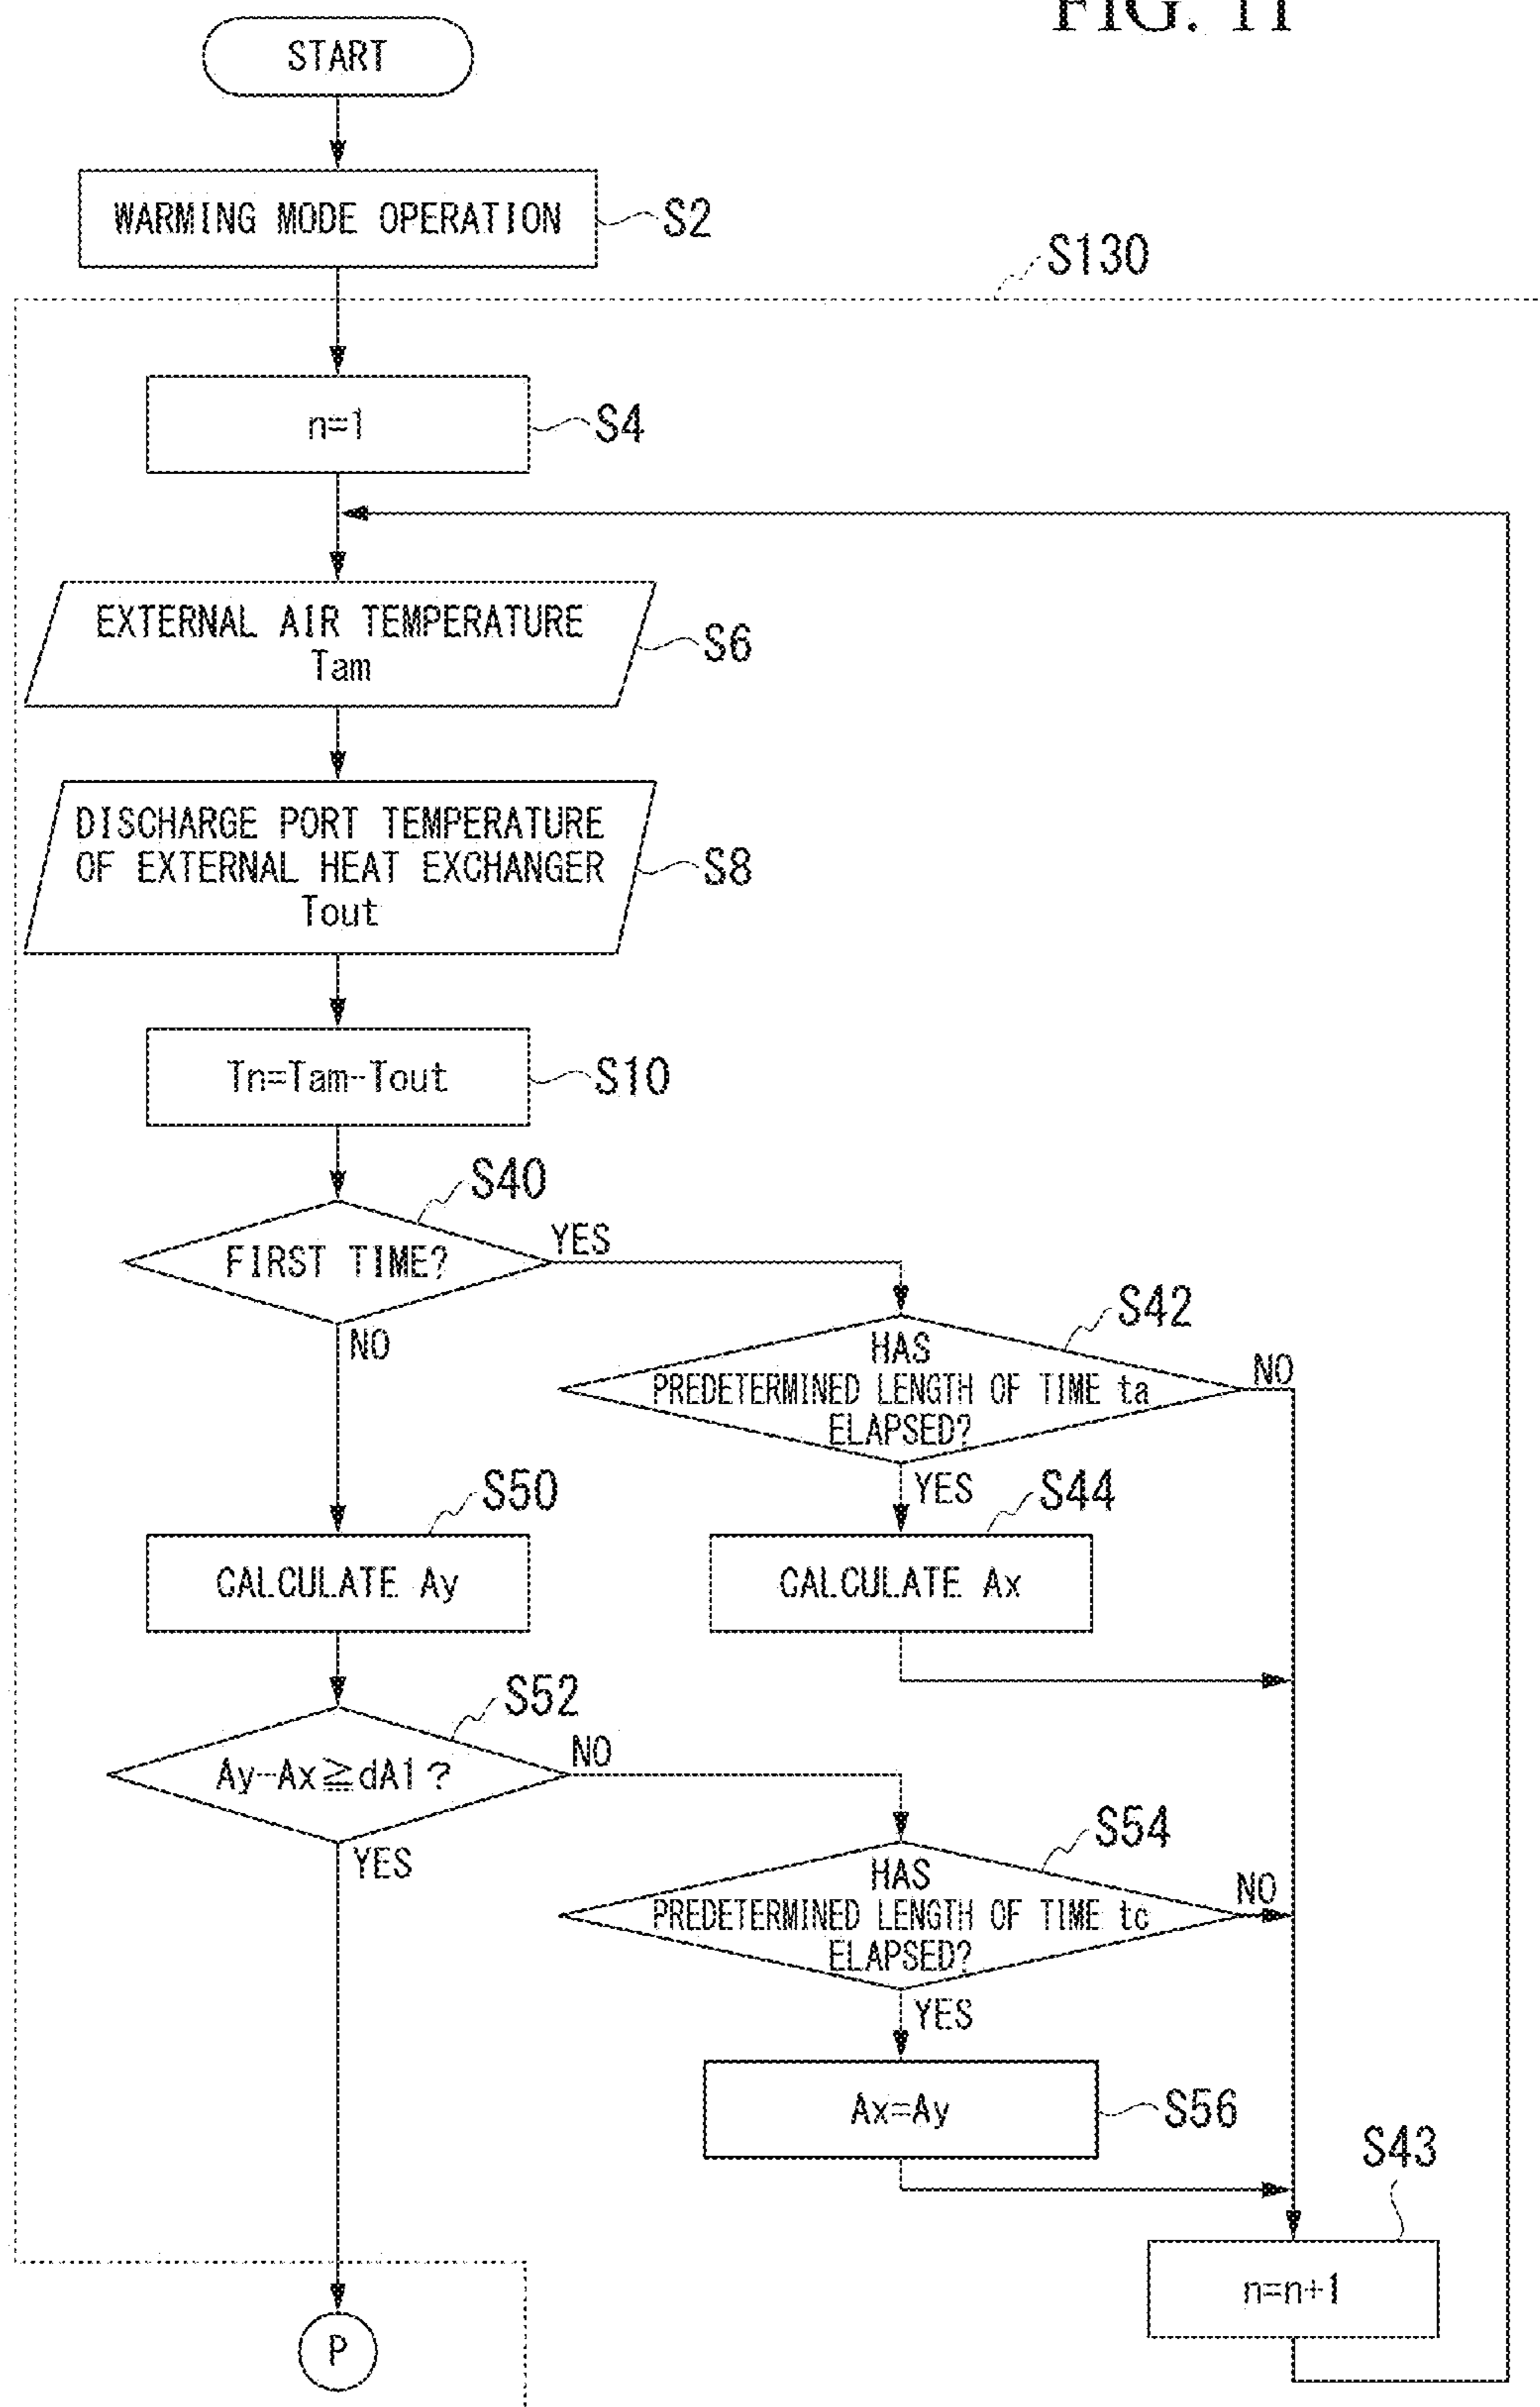 FIG. 11
START
WARMING MODE OPERATION
S2
S130
n=1
S4
EXTERNAL AIR TEMPERATURE
Tam
S6
DISCHARGE PORT TEMPERATURE
OF EXTERNAL HEAT EXCHANGER
Tout
S8
Tn=Tam-Tout
S10
S40
FIRST TIME?
YES
NO
S42
HAS
PREDETERMINED LENGTH OF TIME ta
ELAPSED?
NO
YES
S50
CALCULATE Ay
S44
CALCULATE Ax
S52
Ay-Ax≧dA1?
NO
YES
S54
HAS
PREDETERMINED LENGTH OF TIME tc
ELAPSED?
NO
YES
Ax=Ay
S56
S43
n=n+1
P